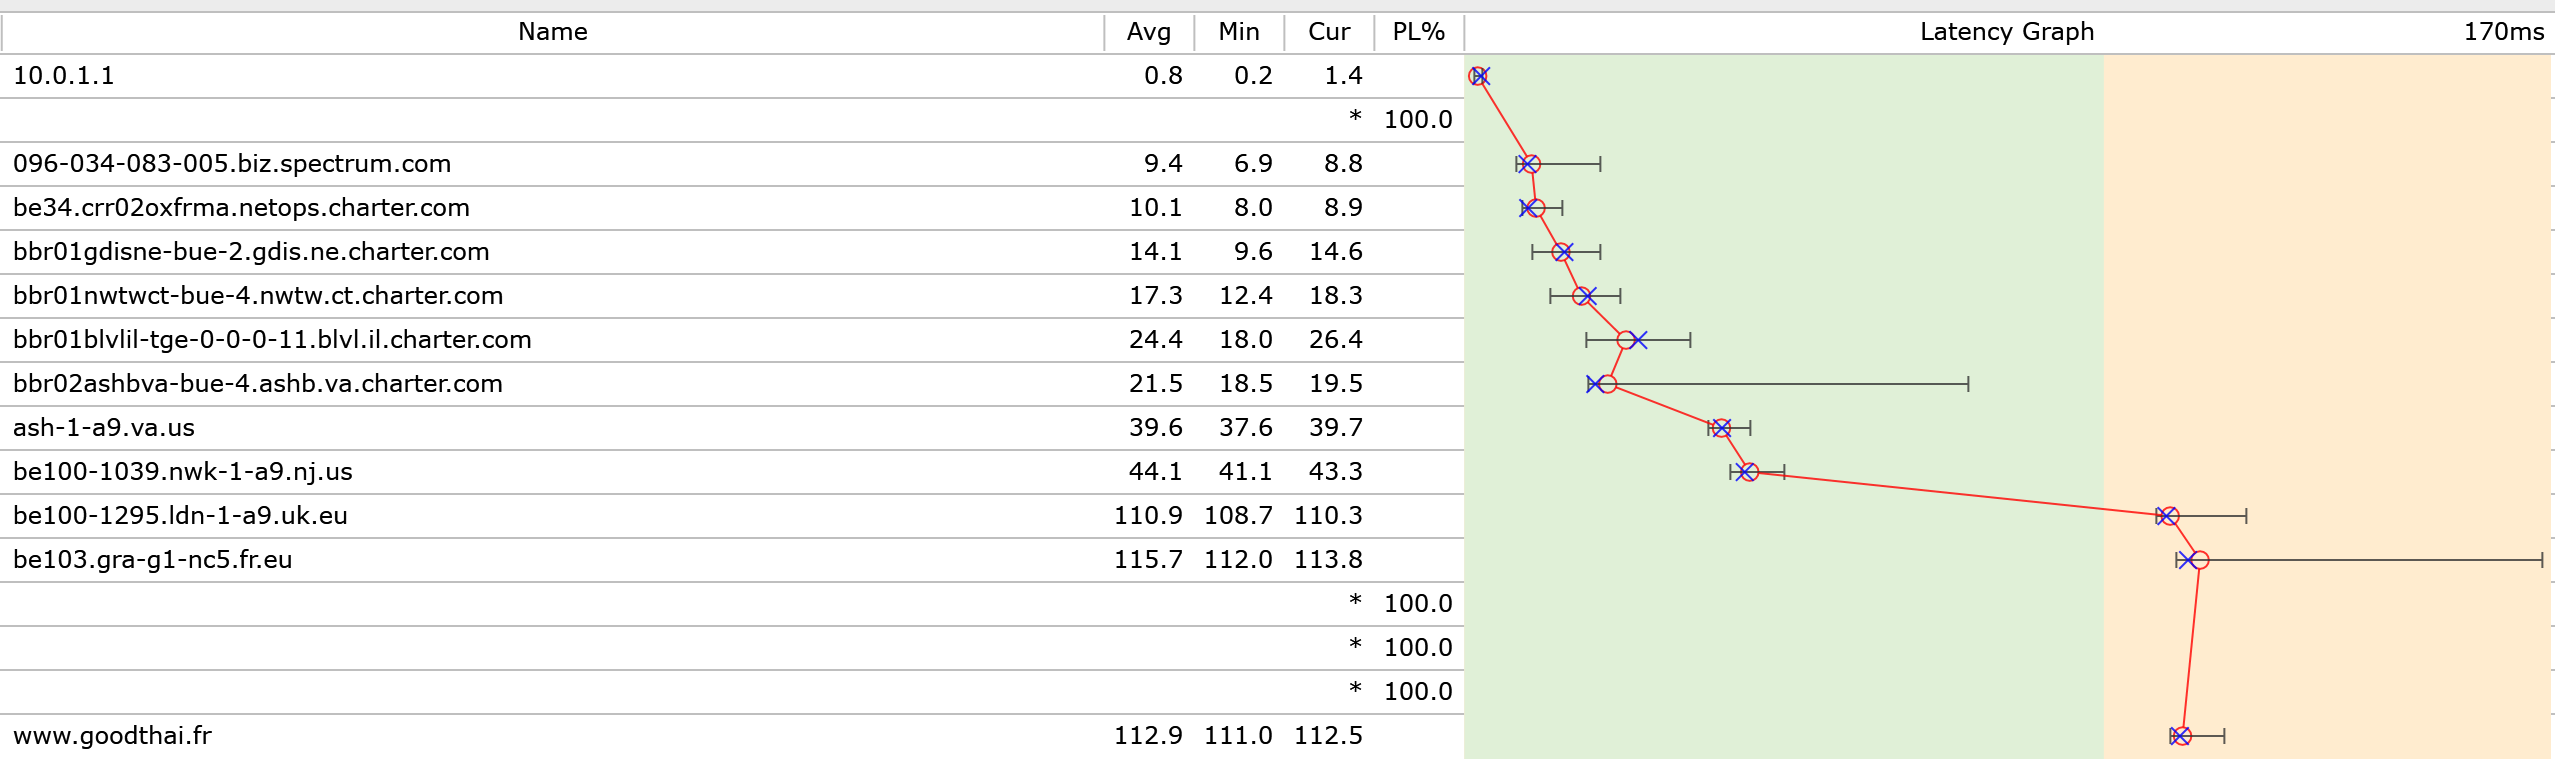 Name Avg Min Cur PL% Latency Graph 170ms
10.0.1.1 0.8 0.2 1.4
* 100.0
096-034-083-005.biz.spectrum.com 9.4 6.9 8.8
be34.crr02oxfrma.netops.charter.com 10.1 8.0 8.9
bbr01gdisne-bue-2.gdis.ne.charter.com 14.1 9.6 14.6
bbr01nwtwct-bue-4.nwtw.ct.charter.com 17.3 12.4 18.3
bbr01blvlil-tge-0-0-0-11.blvl.il.charter.com 24.4 18.0 26.4
bbr02ashbva-bue-4.ashb.va.charter.com 21.5 18.5 19.5
ash-1-a9.va.us 39.6 37.6 39.7
be100-1039.nwk-1-a9.nj.us 44.1 41.1 43.3
be100-1295.ldn-1-a9.uk.eu 110.9 108.7 110.3
be103.gra-g1-nc5.fr.eu 115.7 112.0 113.8
* 100.0
* 100.0
* 100.0
www.goodthai.fr 112.9 111.0 112.5